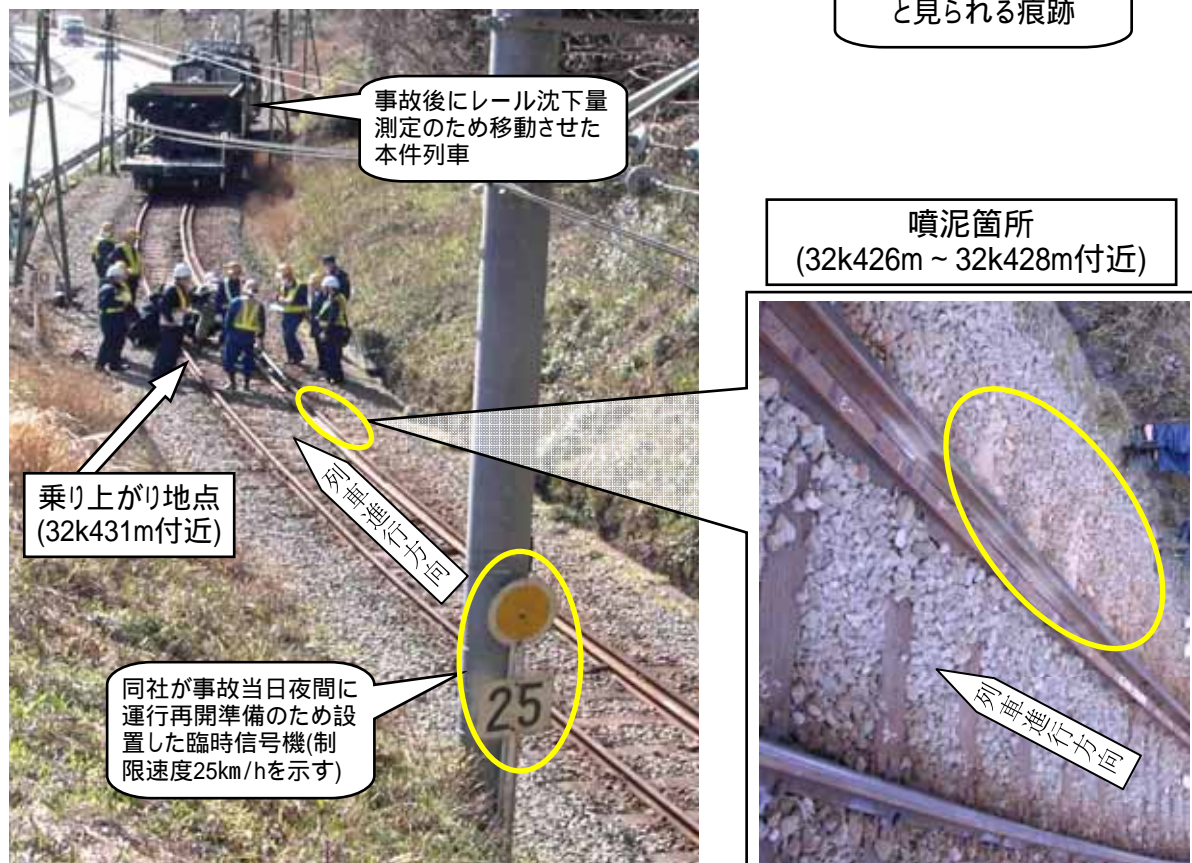 と見られる痕跡
事故後にレール沈下量
測定のため移動させた
本件列車
噴泥箇所
(32k426m ~ 32k428m付近)
乗り上がり地点
(32k431m付近)
列車進行方向
25
同社が事故当日夜間に
運行再開準備のため設
置した臨時信号機(制
限速度25km/hを示す)
列車進行方向